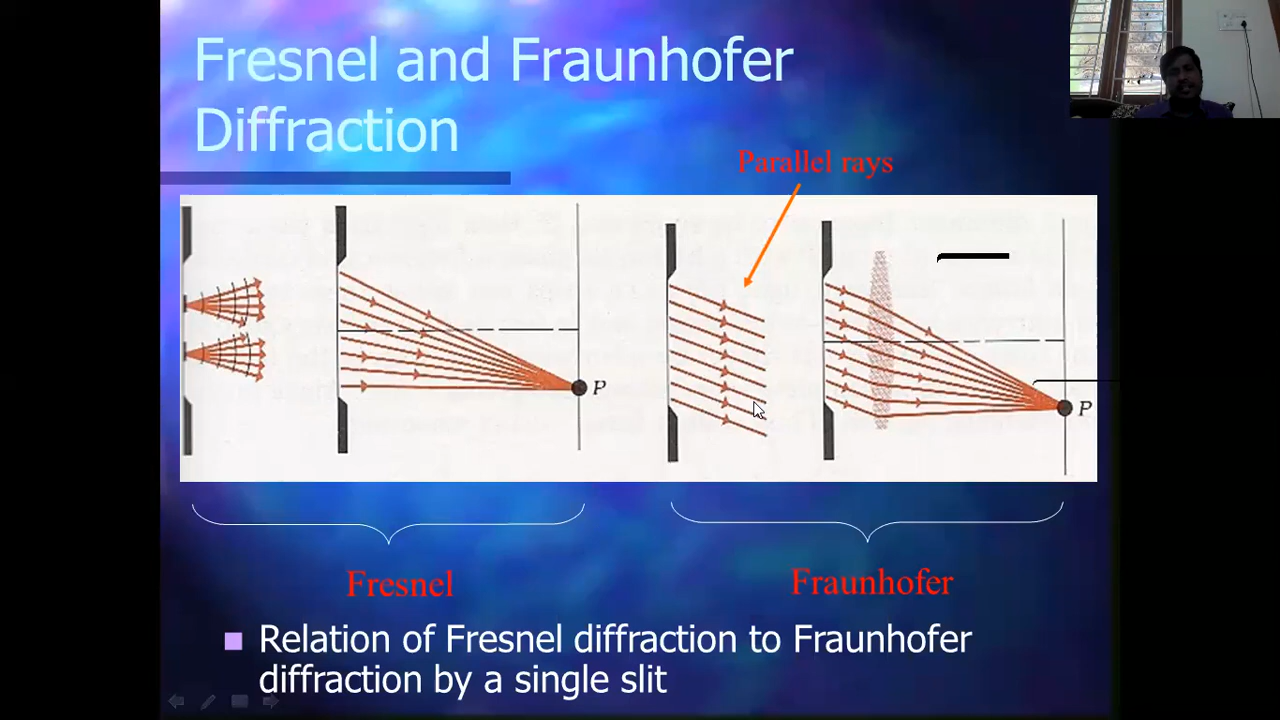 Fresnel and Fraunhofer
Diffraction
Parallel rays
P
P
Fresnel
Fraunhofer
Relation of Fresnel diffraction to Fraunhofer
diffraction by a single slit